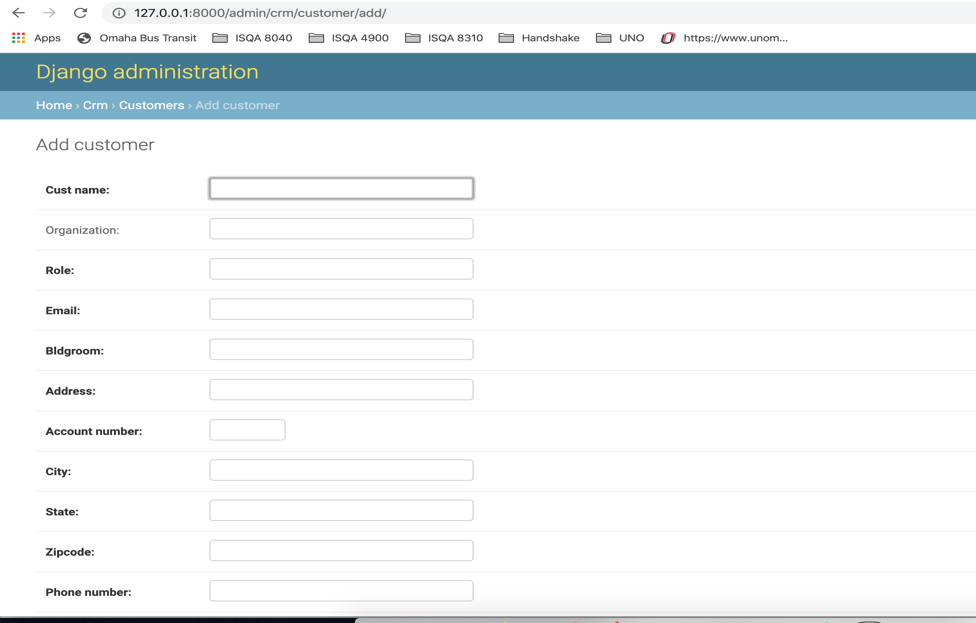 127.0.0.1:8000/admin/crm/customer/add/
Apps Omaha Bus Transit ISQA 8040 ISQA 4900 ISQA 8310 Handshake UNO https://www.unom...
Django administration
Home › Crm › Customers › Add customer
Add customer
Cust name:
Organization:
Role:
Email:
Bldgroom:
Address:
Account number:
City:
State:
Zipcode:
Phone number: